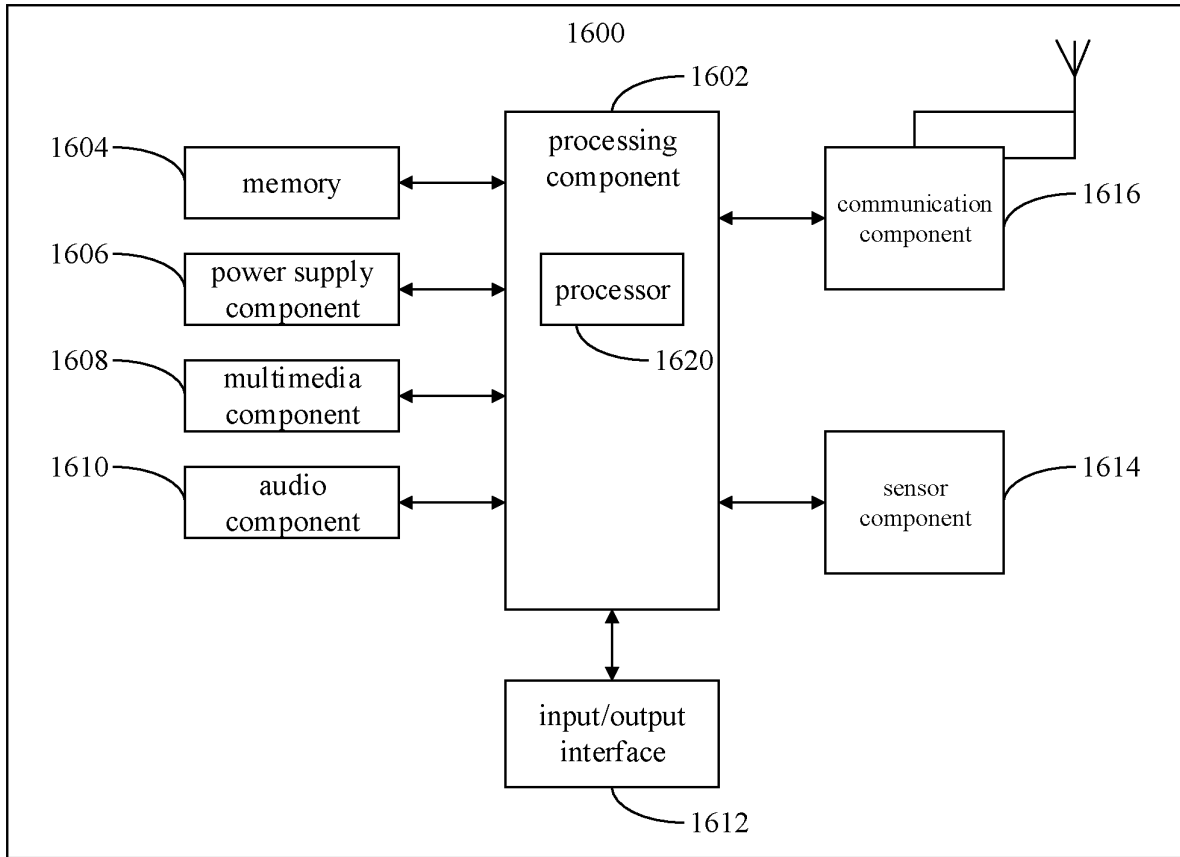 1600
1602
processing
component
1604
memory
communication
component
1616
1606
power supply
component
processor
1620
1608
multimedia
component
1610
audio
component
sensor
component
1614
input/output
interface
1612